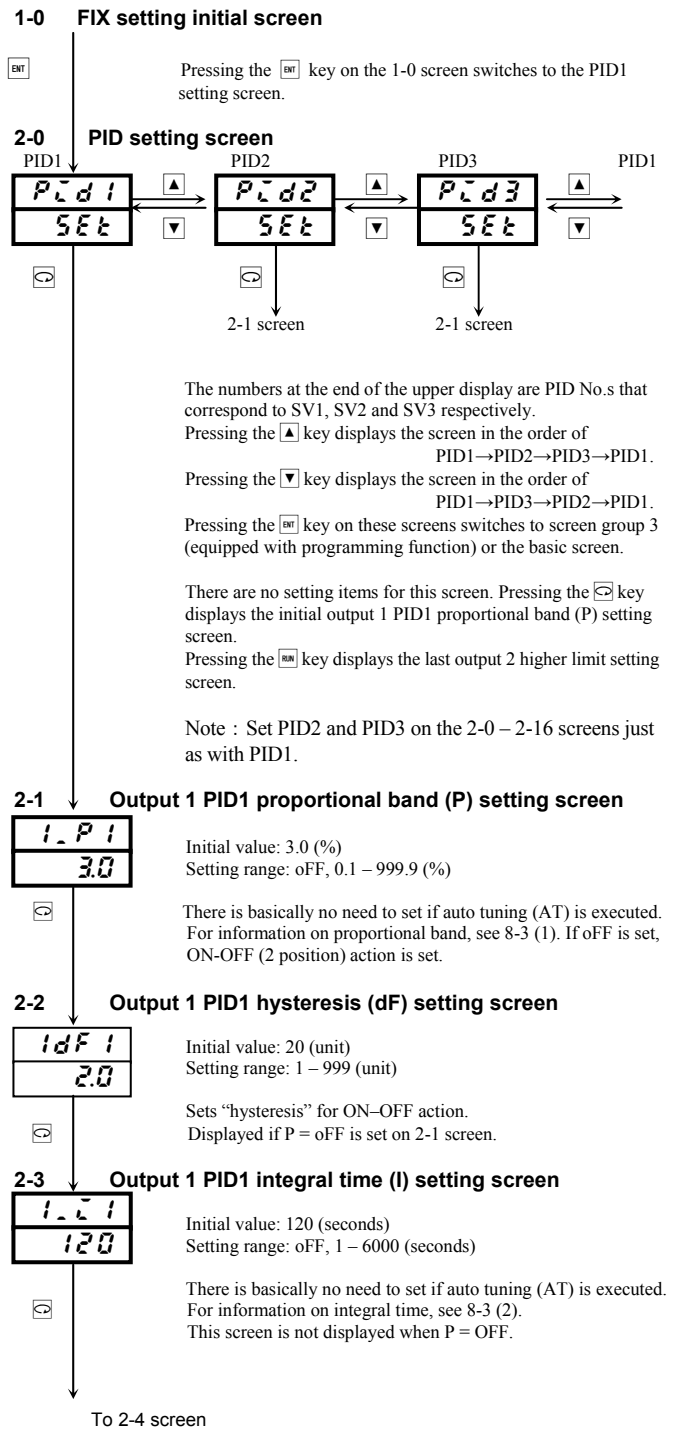 1-0 FIX setting initial screen
ENT
Pressing the ENT key on the 1-0 screen switches to the PID1
setting screen.
2-0 PID setting screen
PID1 PID2 PID3 PID1
Pid1 ▲ Pid2 ▲ Pid3 ▲
SEt ▼ SEt ▼ SEt ▼
2-1 screen 2-1 screen
The numbers at the end of the upper display are PID No.s that
correspond to SV1, SV2 and SV3 respectively.
Pressing the ▲ key displays the screen in the order of
PID1→PID2→PID3→PID1.
Pressing the ▼ key displays the screen in the order of
PID1→PID3→PID2→PID1.
Pressing the ENT key on these screens switches to screen group 3
(equipped with programming function) or the basic screen.
There are no setting items for this screen. Pressing the key
displays the initial output 1 PID1 proportional band (P) setting
screen.
Pressing the RUN key displays the last output 2 higher limit setting
screen.
Note : Set PID2 and PID3 on the 2-0 – 2-16 screens just
as with PID1.
2-1 Output 1 PID1 proportional band (P) setting screen
1_P1
3.0
Initial value: 3.0 (%)
Setting range: oFF, 0.1 – 999.9 (%)
There is basically no need to set if auto tuning (AT) is executed.
For information on proportional band, see 8-3 (1). If oFF is set,
ON-OFF (2 position) action is set.
2-2 Output 1 PID1 hysteresis (dF) setting screen
1dF1
2.0
Initial value: 20 (unit)
Setting range: 1 – 999 (unit)
Sets “hysteresis” for ON–OFF action.
Displayed if P = oFF is set on 2-1 screen.
2-3 Output 1 PID1 integral time (I) setting screen
1_i1
120
Initial value: 120 (seconds)
Setting range: oFF, 1 – 6000 (seconds)
There is basically no need to set if auto tuning (AT) is executed.
For information on integral time, see 8-3 (2).
This screen is not displayed when P = OFF.
To 2-4 screen